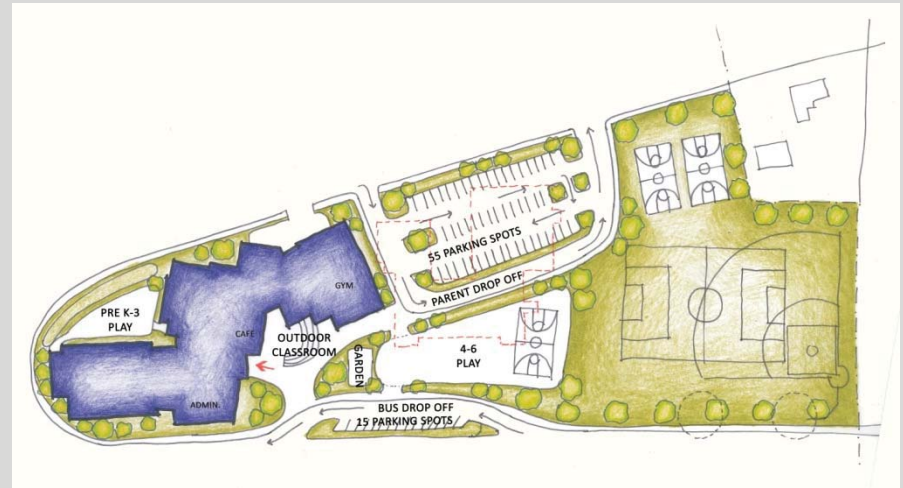 55 PARKING SPOTS
PARENT DROP OFF
GYM
PRE K-3
PLAY
CAFE
OUTDOOR
CLASSROOM
GARDEN
4-6
PLAY
ADMIN.
BUS DROP OFF
15 PARKING SPOTS